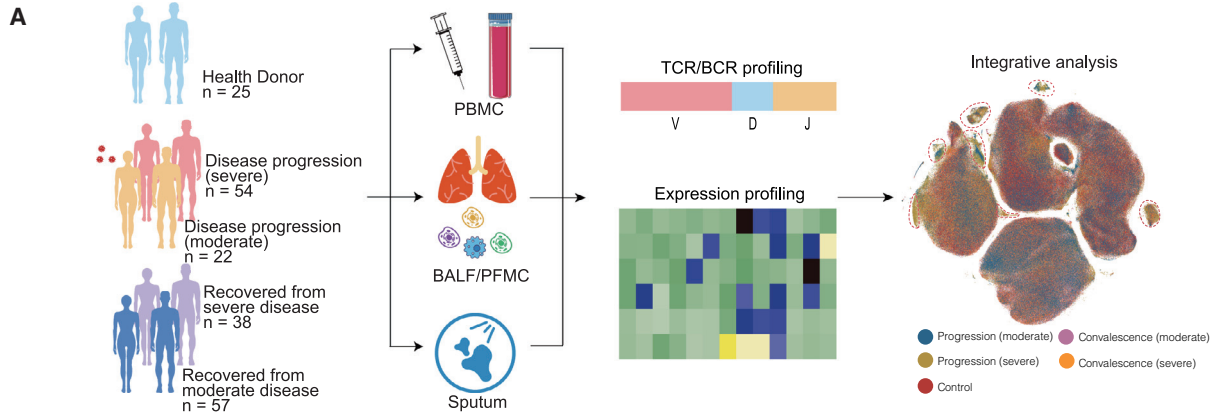 A
Health Donor
n = 25
Disease progression
(severe)
n = 54
Disease progression
(moderate)
n = 22
Recovered from
severe disease
n = 38
Recovered from
moderate disease
n = 57
PBMC
BALF/PFMC
Sputum
TCR/BCR profiling
V D J
Expression profiling
Integrative analysis
Progression (moderate)
Convalescence (moderate)
Progression (severe)
Convalescence (severe)
Control